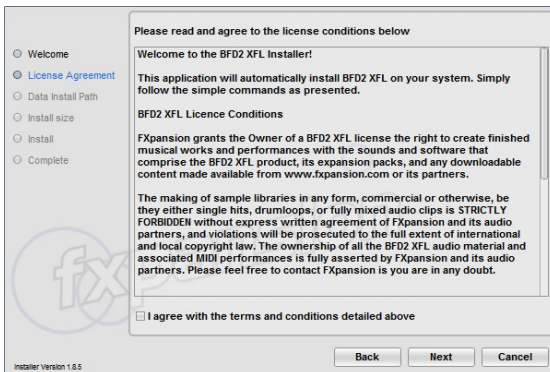 Please read and agree to the license conditions below
Welcome
License Agreement
Data Install Path
Install size
Install
Complete
Welcome to the BFD2 XFL Installer!
This application will automatically install BFD2 XFL on your system. Simply
follow the simple commands as presented.
BFD2 XFL Licence Conditions
FXpansion grants the Owner of a BFD2 XFL license the right to create finished
musical works and performances with the sounds and software that
comprise the BFD2 XFL product, its expansion packs, and any downloadable
content made available from www.fxpansion.com or its partners.
The making of sample libraries in any form, commercial or otherwise, be
they either single hits, drumloops, or fully mixed audio clips is STRICTLY
FORBIDDEN without express written agreement of FXpansion and its audio
partners, and violations will be prosecuted to the full extent of international
and local copyright law. The ownership of all the BFD2 XFL audio material and
associated MIDI performances is fully asserted by FXpansion and its audio
partners. Please feel free to contact FXpansion is you are in any doubt.
I agree with the terms and conditions detailed above
Back Next Cancel
Installer Version 1.8.5